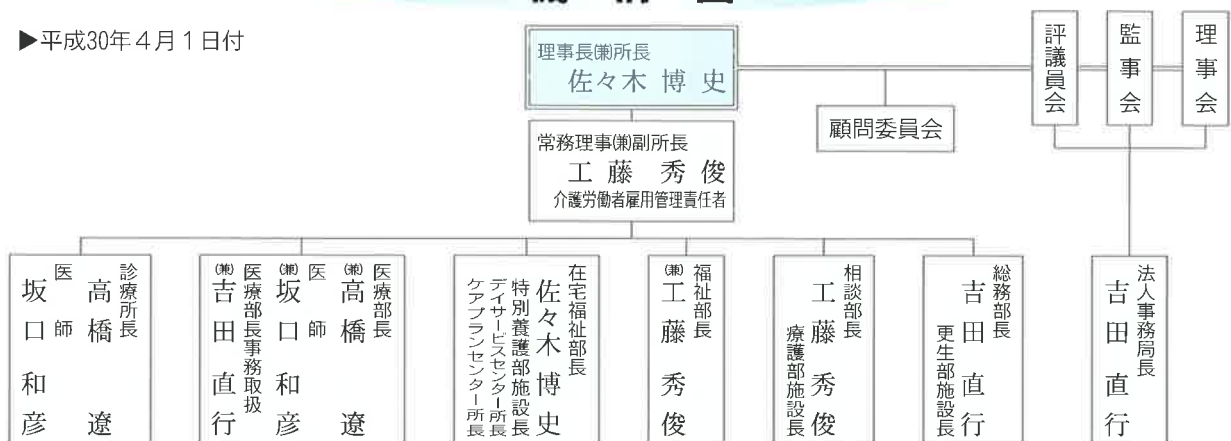 機構図
▶平成30年4月1日付
理事長㈱所長
佐々木博史
評議員会
監事会
理事会
顧問委員会
常務理事(兼)副所長
工藤秀俊
介護労働者雇用管理責任者
診療所長
高橋遼
医師
坂口和彦
医療部長
(兼)高橋遼
医師
(兼)坂口和彦
医療部長事務取扱
(兼)吉田直行
在宅福祉部長
佐々木博史
特別養護部施設長
デイサービスセンター所長
ケアプランセンター所長
福祉部長
(兼)工藤秀俊
相談部長
工藤秀俊
療護部施設長
総務部長
吉田直行
更生部施設長
法人事務局長
吉田直行